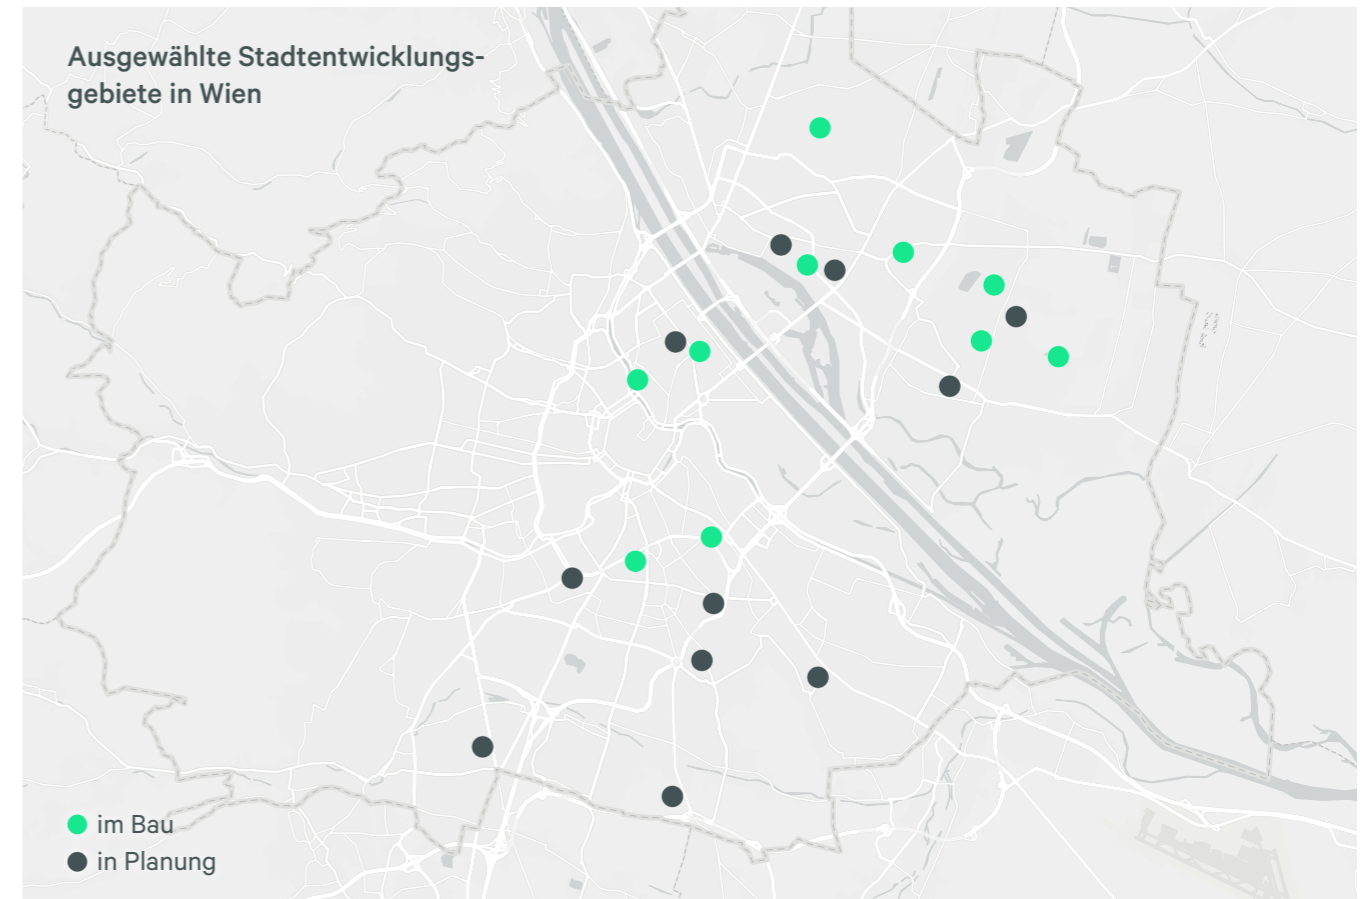 Ausgewählte Stadtentwicklungs-
gebiete in Wien
im Bau
in Planung